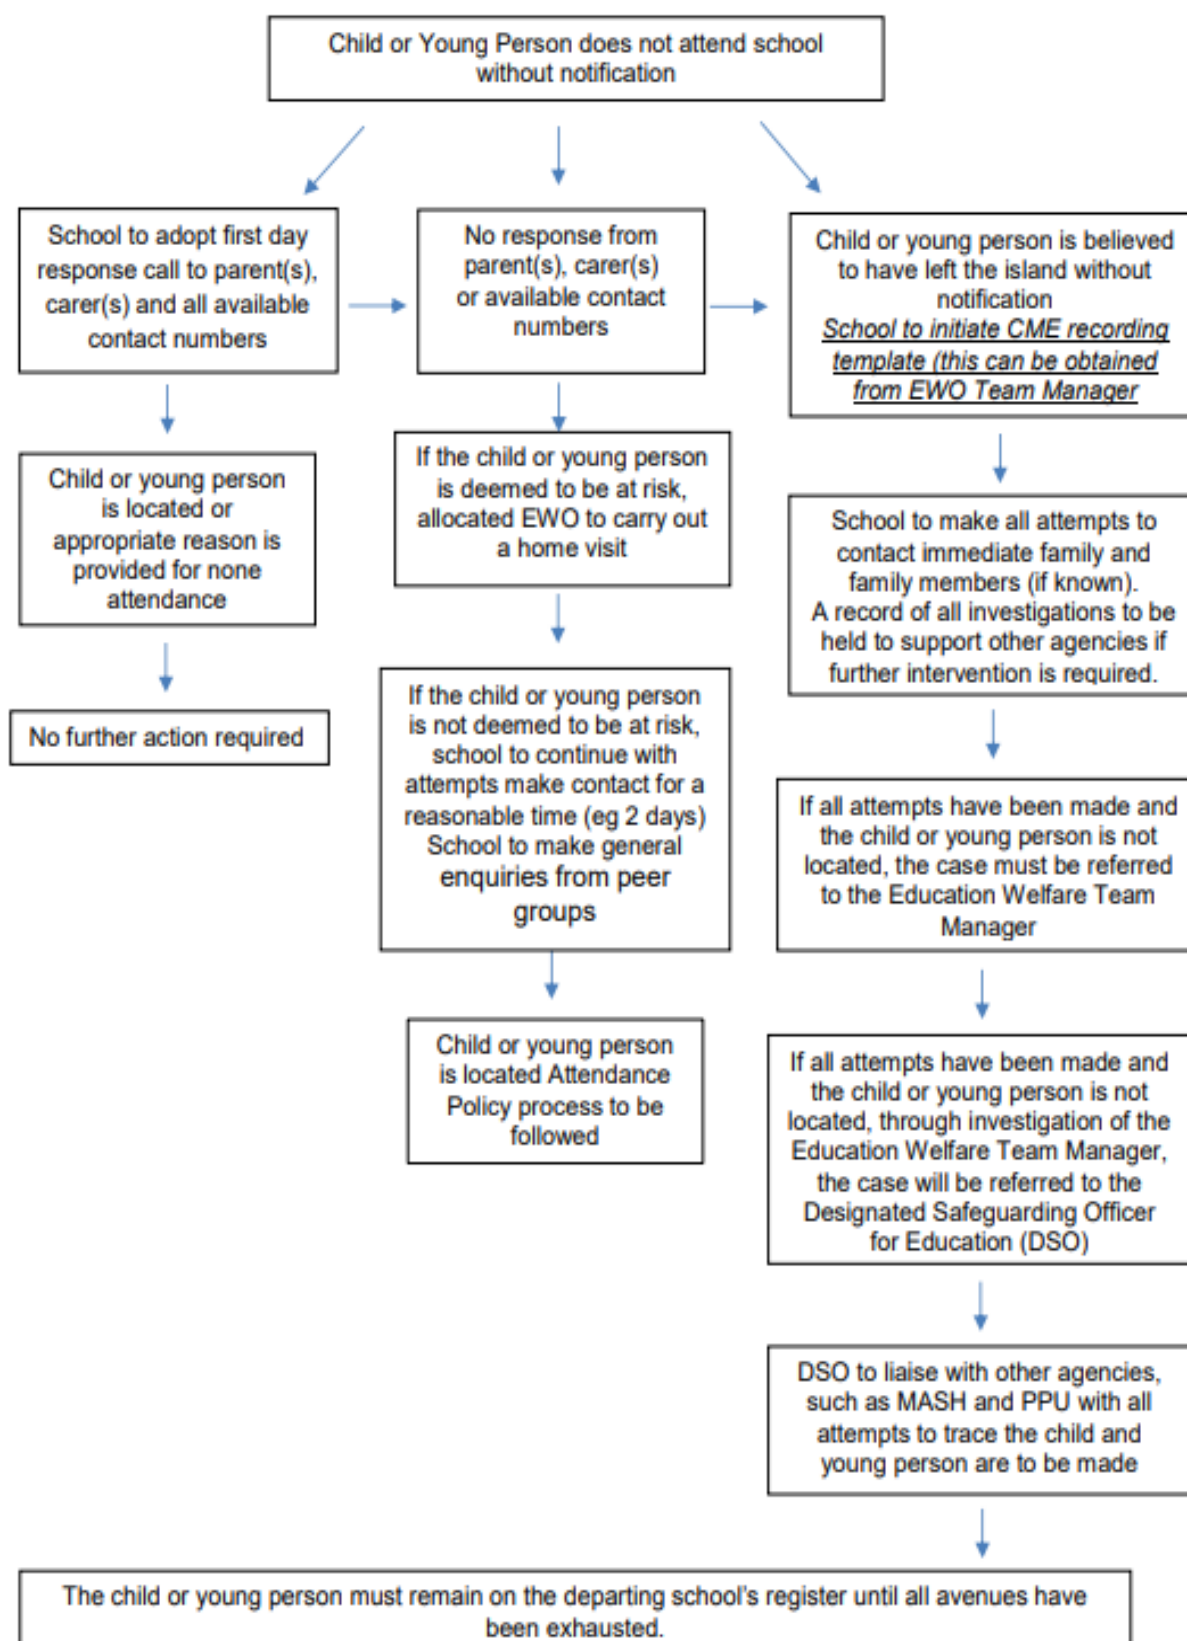 Child or Young Person does not attend school
without notification
School to adopt first day
response call to parent(s),
carer(s) and all available
contact numbers
No response from
parent(s), carer(s)
or available contact
numbers
Child or young person is believed
to have left the island without
notification
School to initiate CME recording
template (this can be obtained
from EWO Team Manager
Child or young person
is located or
appropriate reason is
provided for none
attendance
No further action required
If the child or young person
is deemed to be at risk,
allocated EWO to carry out
a home visit
If the child or young person
is not deemed to be at risk,
school to continue with
attempts make contact for a
reasonable time (eg 2 days)
School to make general
enquiries from peer
groups
Child or young person
is located Attendance
Policy process to be
followed
School to make all attempts to
contact immediate family and
family members (if known).
A record of all investigations to be
held to support other agencies if
further intervention is required.
If all attempts have been made and
the child or young person is not
located, the case must be referred
to the Education Welfare Team
Manager
If all attempts have been made and
the child or young person is not
located, through investigation of the
Education Welfare Team Manager,
the case will be referred to the
Designated Safeguarding Officer
for Education (DSO)
DSO to liaise with other agencies,
such as MASH and PPU with all
attempts to trace the child and
young person are to be made
The child or young person must remain on the departing school's register until all avenues have
been exhausted.